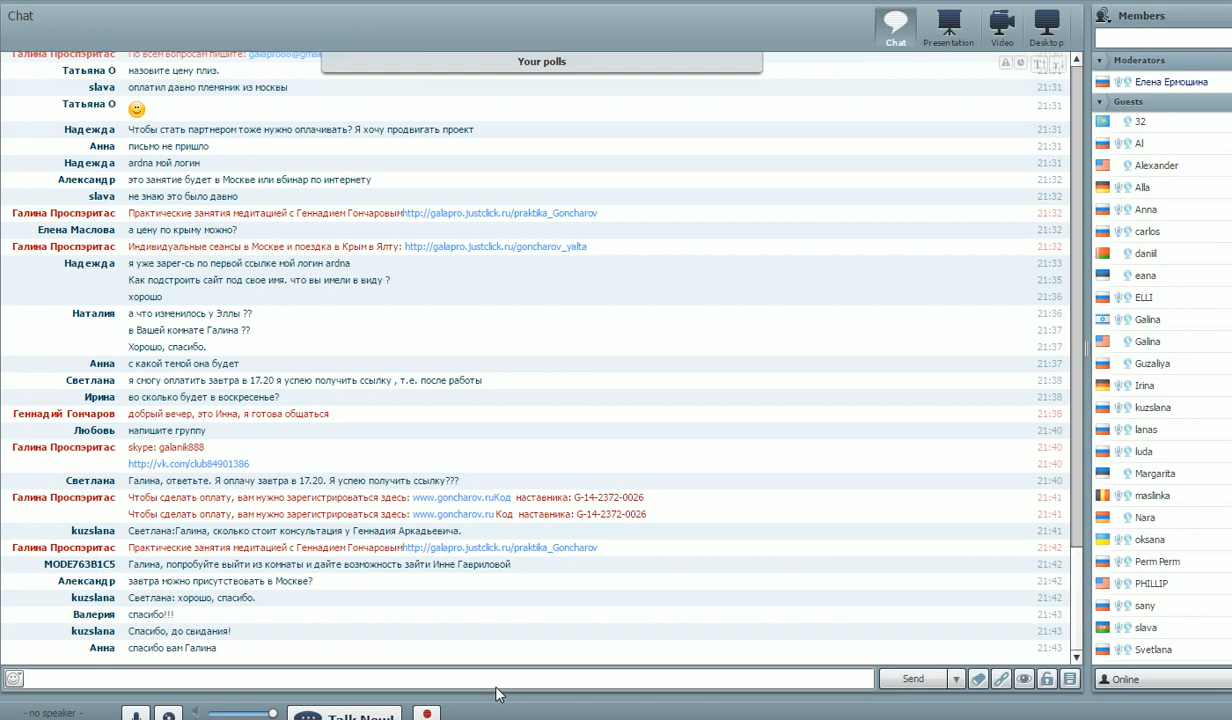 Chat
Chat
Presentation
Video
Desktop
Your polls
Галина Проспэритас По всем вопросам пишите: galapro88@gmai
Татьяна О назовите цену плиз.
slava оплатил давно племяник из москвы 21:31
Татьяна О 21:31
Надежда Чтобы стать партнером тоже нужно оплачивать? Я хочу продвигать проект 21:31
Анна письмо не пришло 21:31
Надежда ardna мой логин 21:31
Александр это занятие будет в Москве или вбинар по интернету 21:32
slava не знаю это было давно 21:32
Галина Проспэритас Практические занятия медитацией с Геннадием Гончаровымhttp://galapro.justclick.ru/praktika_Goncharov 21:32
Елена Маслова а цену по крыму можно? 21:32
Галина Проспэритас Индивидуальные сеансы в Москве и поездка в Крым в Ялту: http://galapro.justclick.ru/goncharov_yalta 21:32
Надежда я уже зарег-сь по первой ссылке мой логин ardna 21:33
Как подстроить сайт под свое имя. что вы имели в виду ? 21:35
хорошо 21:36
Наталия а что изменилось у Эллы ?? 21:36
в Вашей комнате Галина ?? 21:37
Хорошо, спасибо. 21:37
Анна с какой темой она будет 21:37
Светлана я смогу оплатить завтра в 17.20 я успею получить ссылку , т.е. после работы 21:38
Ирина во сколько будет в воскресенье? 21:38
Геннадий Гончаров добрый вечер, это Инна, я готова общаться 21:38
Любовь напишите группу 21:40
Галина Проспэритас skype: galanik888 21:40
http://vk.com/club84901386 21:40
Светлана Галина, ответьте. Я оплачу завтра в 17.20. Я успею получить ссылку??? 21:40
Галина Проспэритас Чтобы сделать оплату, вам нужно зарегистрироваться здесь: www.goncharov.ruКод наставника: G-14-2372-0026 21:41
Чтобы сделать оплату, вам нужно зарегистрироваться здесь: www.goncharov.ru Код наставника: G-14-2372-0026 21:41
kuzslana Светлана:Галина, сколько стоит консультация у Геннадия Аркадьевича. 21:41
Галина Проспэритас Практические занятия медитацией с Геннадием Гончаровымhttp://galapro.justclick.ru/praktika_Goncharov 21:42
MODE763B1C5 Галина, попробуйте выйти из комнаты и дайте возможность зайти Инне Гавриловой 21:42
Александр завтра можно присутствовать в Москве? 21:42
kuzslana Светлана: хорошо, спасибо. 21:42
Валерия спасибо!!! 21:43
kuzslana Спасибо, до свидания! 21:43
Анна спасибо вам Галина 21:43
Send
- no speaker -
Talk Now!
Members
Moderators
Елена Ермошина
Guests
32
Al
Alexander
Alla
Anna
carlos
daniil
eana
ELLI
Galina
Galina
Guzaliya
Irina
kuzslana
lanas
luda
Margarita
maslinka
Nara
oksana
Perm Perm
PHILLIP
sany
slava
Svetlana
Online